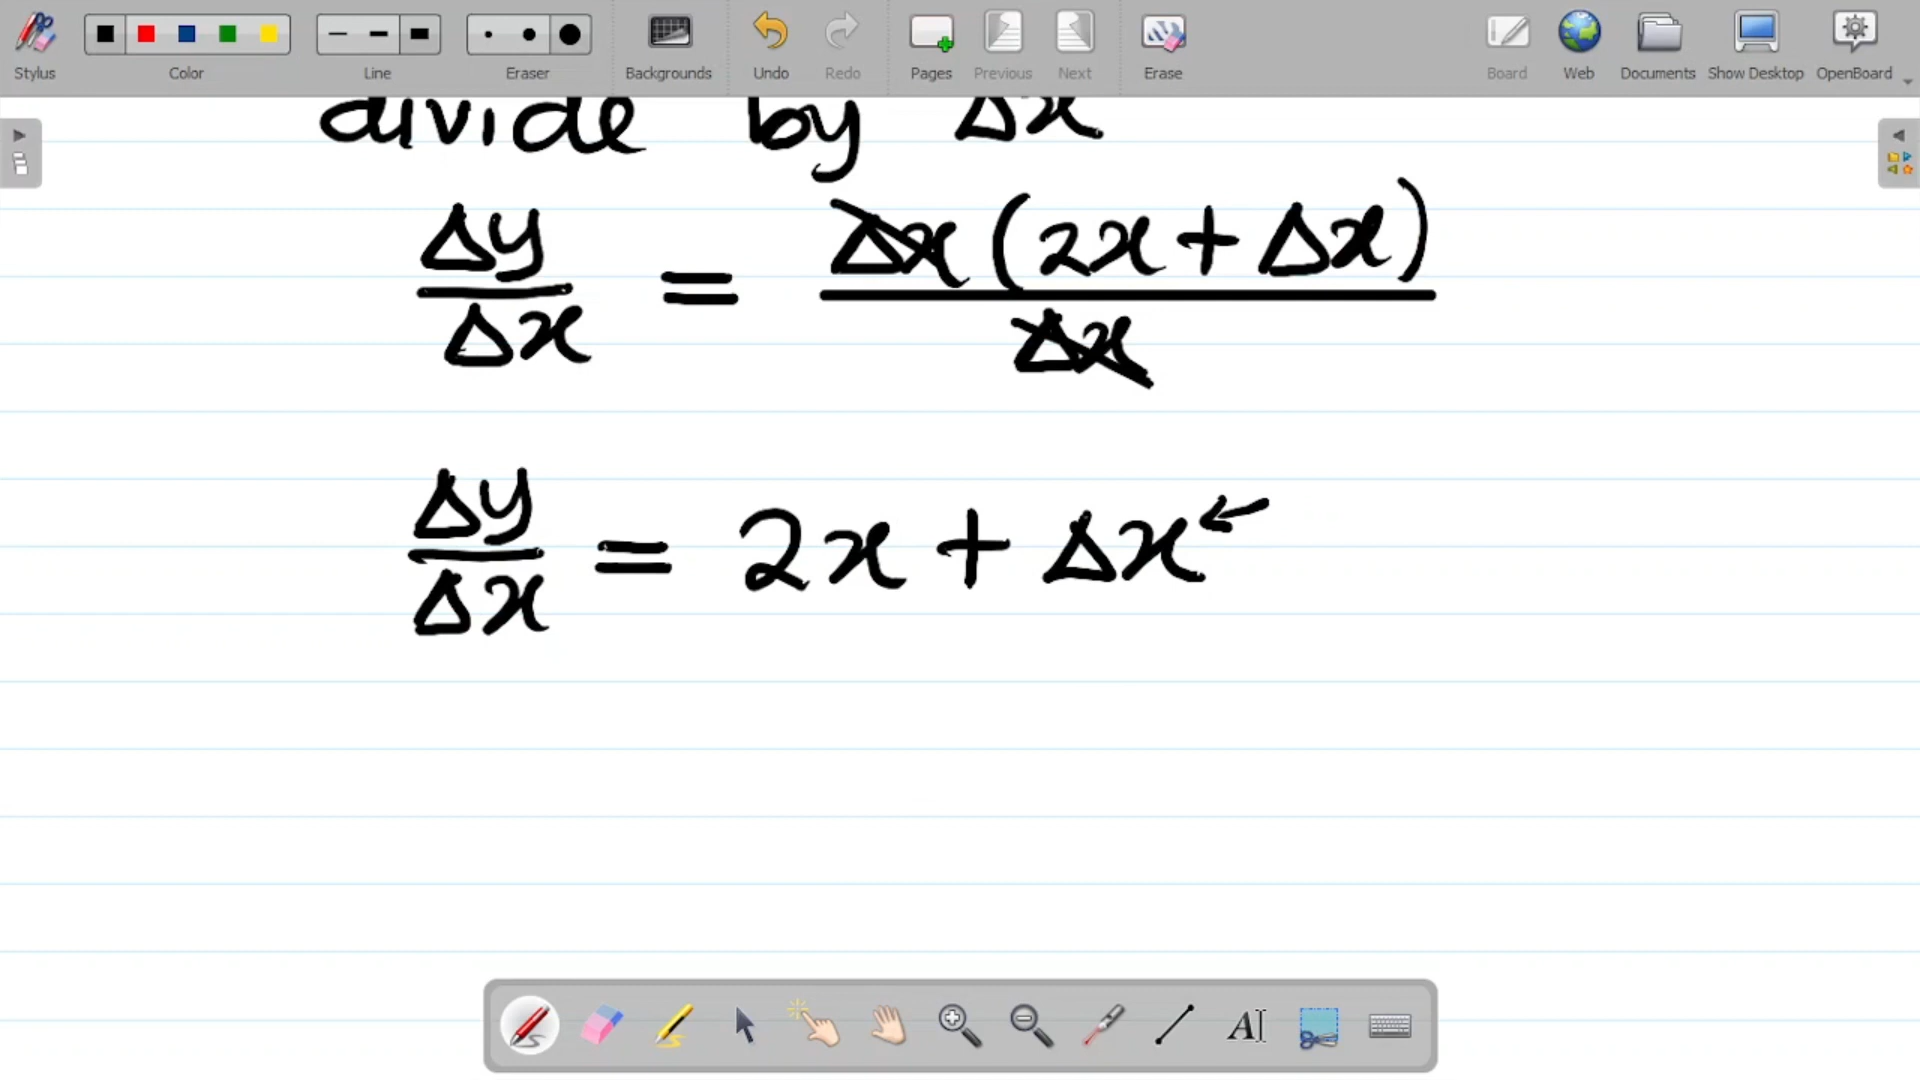 Stylus Color Line Eraser Backgrounds Undo Redo Pages Previous Next Erase Board Web Documents Show Desktop OpenBoard
divide by Δx
Δy/Δx = Δx(2x + Δx)/Δx
Δy/Δx = 2x + Δx